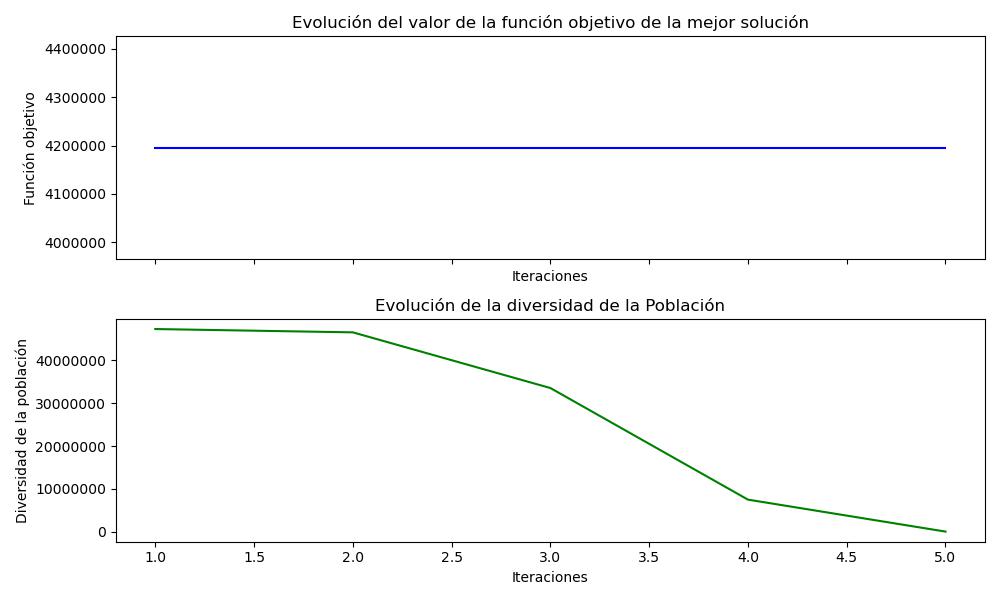 Evolución del valor de la función objetivo de la mejor solución
4400000
4300000
4200000
4100000
4000000
Función objetivo
Iteraciones
Evolución de la diversidad de la Población
40000000
30000000
20000000
10000000
0
Diversidad de la población
1.0 1.5 2.0 2.5 3.0 3.5 4.0 4.5 5.0
Iteraciones